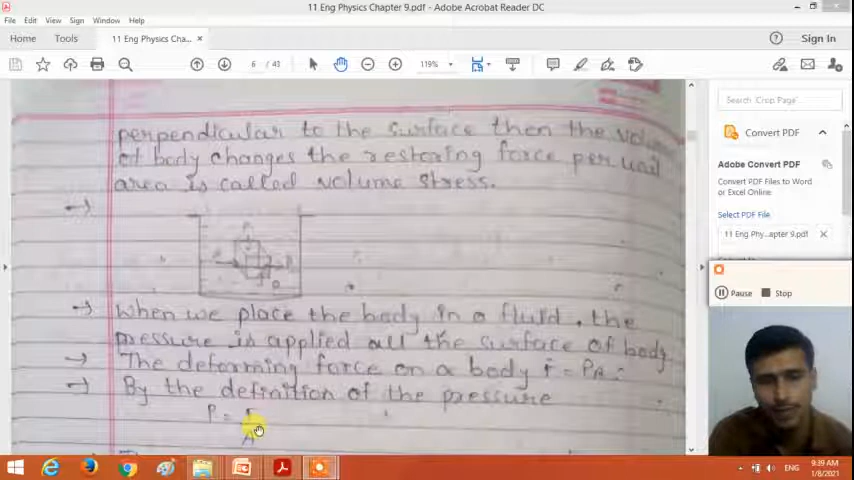 11 Eng Physics Chapter 9.pdf - Adobe Acrobat Reader DC
File Edit View Sign Window Help
Home Tools 11 Eng Physics Cha... × Sign In
6 / 43 119%
perpendicular to the surface then the
of body changes the restoring force per unit
area is called volume stress.
→
→ When we place the body in a fluid, the
pressure is applied all the surface of body.
→ The deforming force on a body F = PA.
→ By the definition of the pressure
P = F
A
Search 'Crop Page'
Convert PDF
Adobe Convert PDF
Convert PDF Files to Word
or Excel Online.
Select PDF File
11 Eng Phy...apter 9.pdf ×
Pause Stop
ENG
9:39 AM
1/8/2021